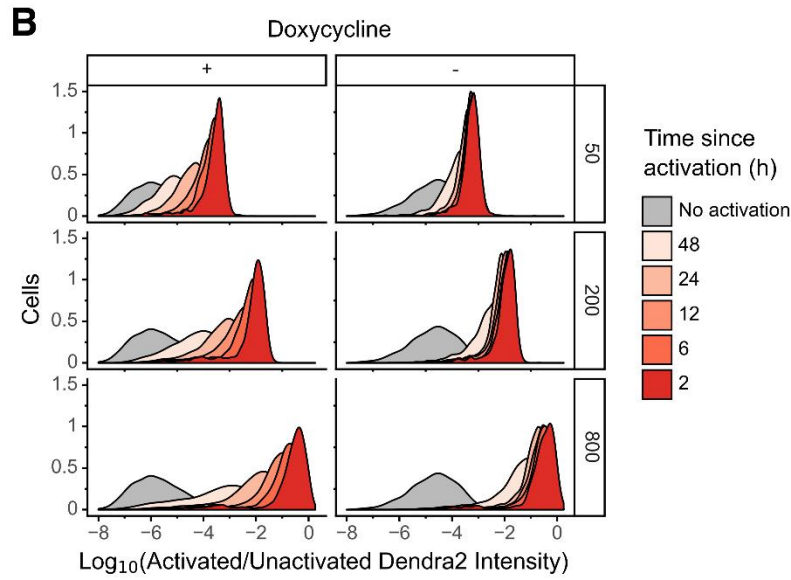 B
Doxycycline
+ -
1.5
1
0.5
0
50
1.5
1
0.5
0
200
1.5
1
0.5
0
800
Cells
−8 −6 −4 −2 0 −8 −6 −4 −2 0
Log₁₀(Activated/Unactivated Dendra2 Intensity)
Time since
activation (h)
No activation
48
24
12
6
2